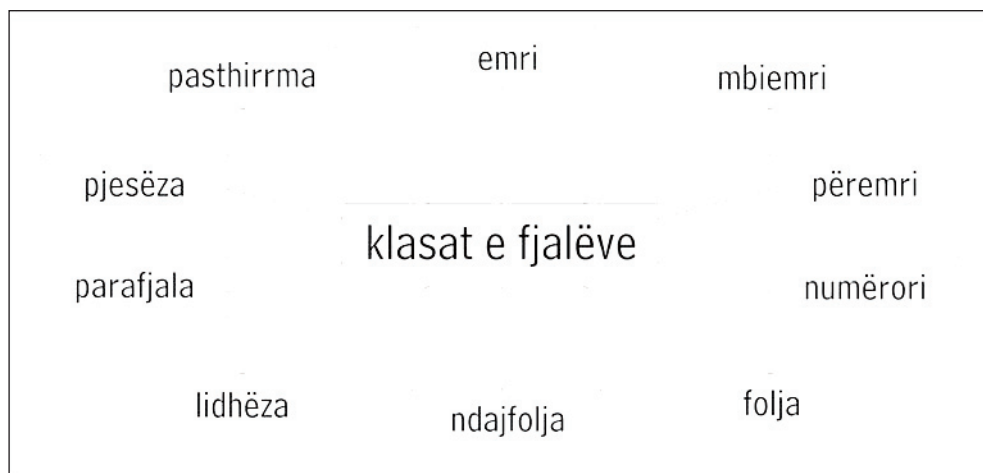 emri
pasthirrma
mbiemri
pjesëza
përemri
klasat e fjalëve
parafjala
numërori
lidhëza
ndajfolja
folja